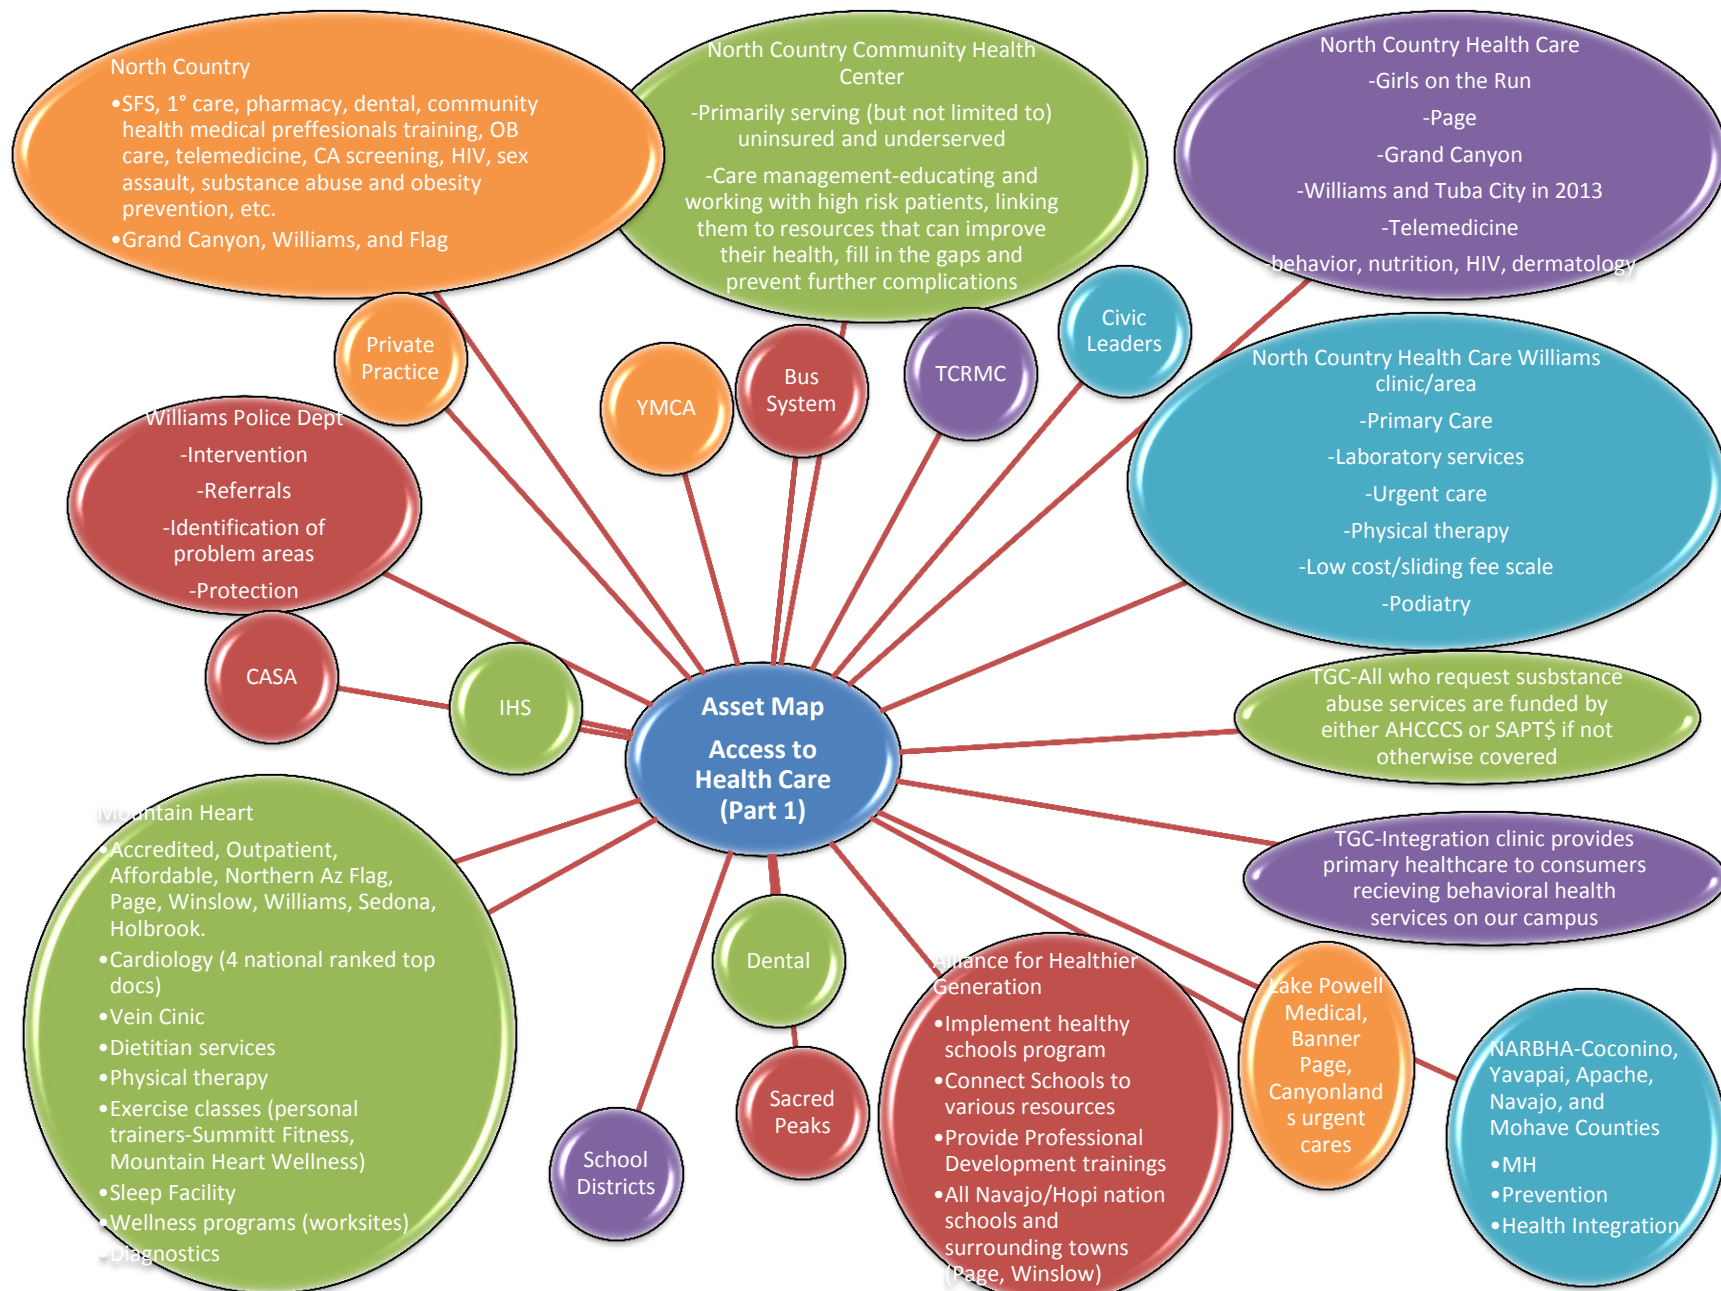 North Country
•SFS, 1° care, pharmacy, dental, community
health medical preffesionals training, OB
care, telemedicine, CA screening, HIV, sex
assault, substance abuse and obesity
prevention, etc.
•Grand Canyon, Williams, and Flag
North Country Community Health
Center
-Primarily serving (but not limited to)
uninsured and underserved
-Care management-educating and
working with high risk patients, linking
them to resources that can improve
their health, fill in the gaps and
prevent further complications
North Country Health Care
-Girls on the Run
-Page
-Grand Canyon
-Williams and Tuba City in 2013
-Telemedicine
-behavior, nutrition, HIV, dermatology
Private
Practice
YMCA
Bus
System
TCRMC
Civic
Leaders
North Country Health Care Williams
clinic/area
-Primary Care
-Laboratory services
-Urgent care
-Physical therapy
-Low cost/sliding fee scale
-Podiatry
Williams Police Dept
-Intervention
-Referrals
-Identification of
problem areas
-Protection
CASA
IHS
Asset Map
Access to
Health Care
(Part 1)
TGC-All who request susbstance
abuse services are funded by
either AHCCCS or SAPT$ if not
otherwise covered
TGC-Integration clinic provides
primary healthcare to consumers
recieving behavioral health
services on our campus
Mountain Heart
•Accredited, Outpatient,
Affordable, Northern Az Flag,
Page, Winslow, Williams, Sedona,
Holbrook.
•Cardiology (4 national ranked top
docs)
•Vein Clinic
•Dietitian services
•Physical therapy
•Exercise classes (personal
trainers-Summitt Fitness,
Mountain Heart Wellness)
•Sleep Facility
•Wellness programs (worksites)
•Diagnostics
School
Districts
Dental
Sacred
Peaks
Alliance for Healthier
Generation
•Implement healthy
schools program
•Connect Schools to
various resources
•Provide Professional
Development trainings
•All Navajo/Hopi nation
schools and
surrounding towns
(Page, Winslow)
Lake Powell
Medical,
Banner
Page,
Canyonland
s urgent
cares
NARBHA-Coconino,
Yavapai, Apache,
Navajo, and
Mohave Counties
•MH
•Prevention
•Health Integration